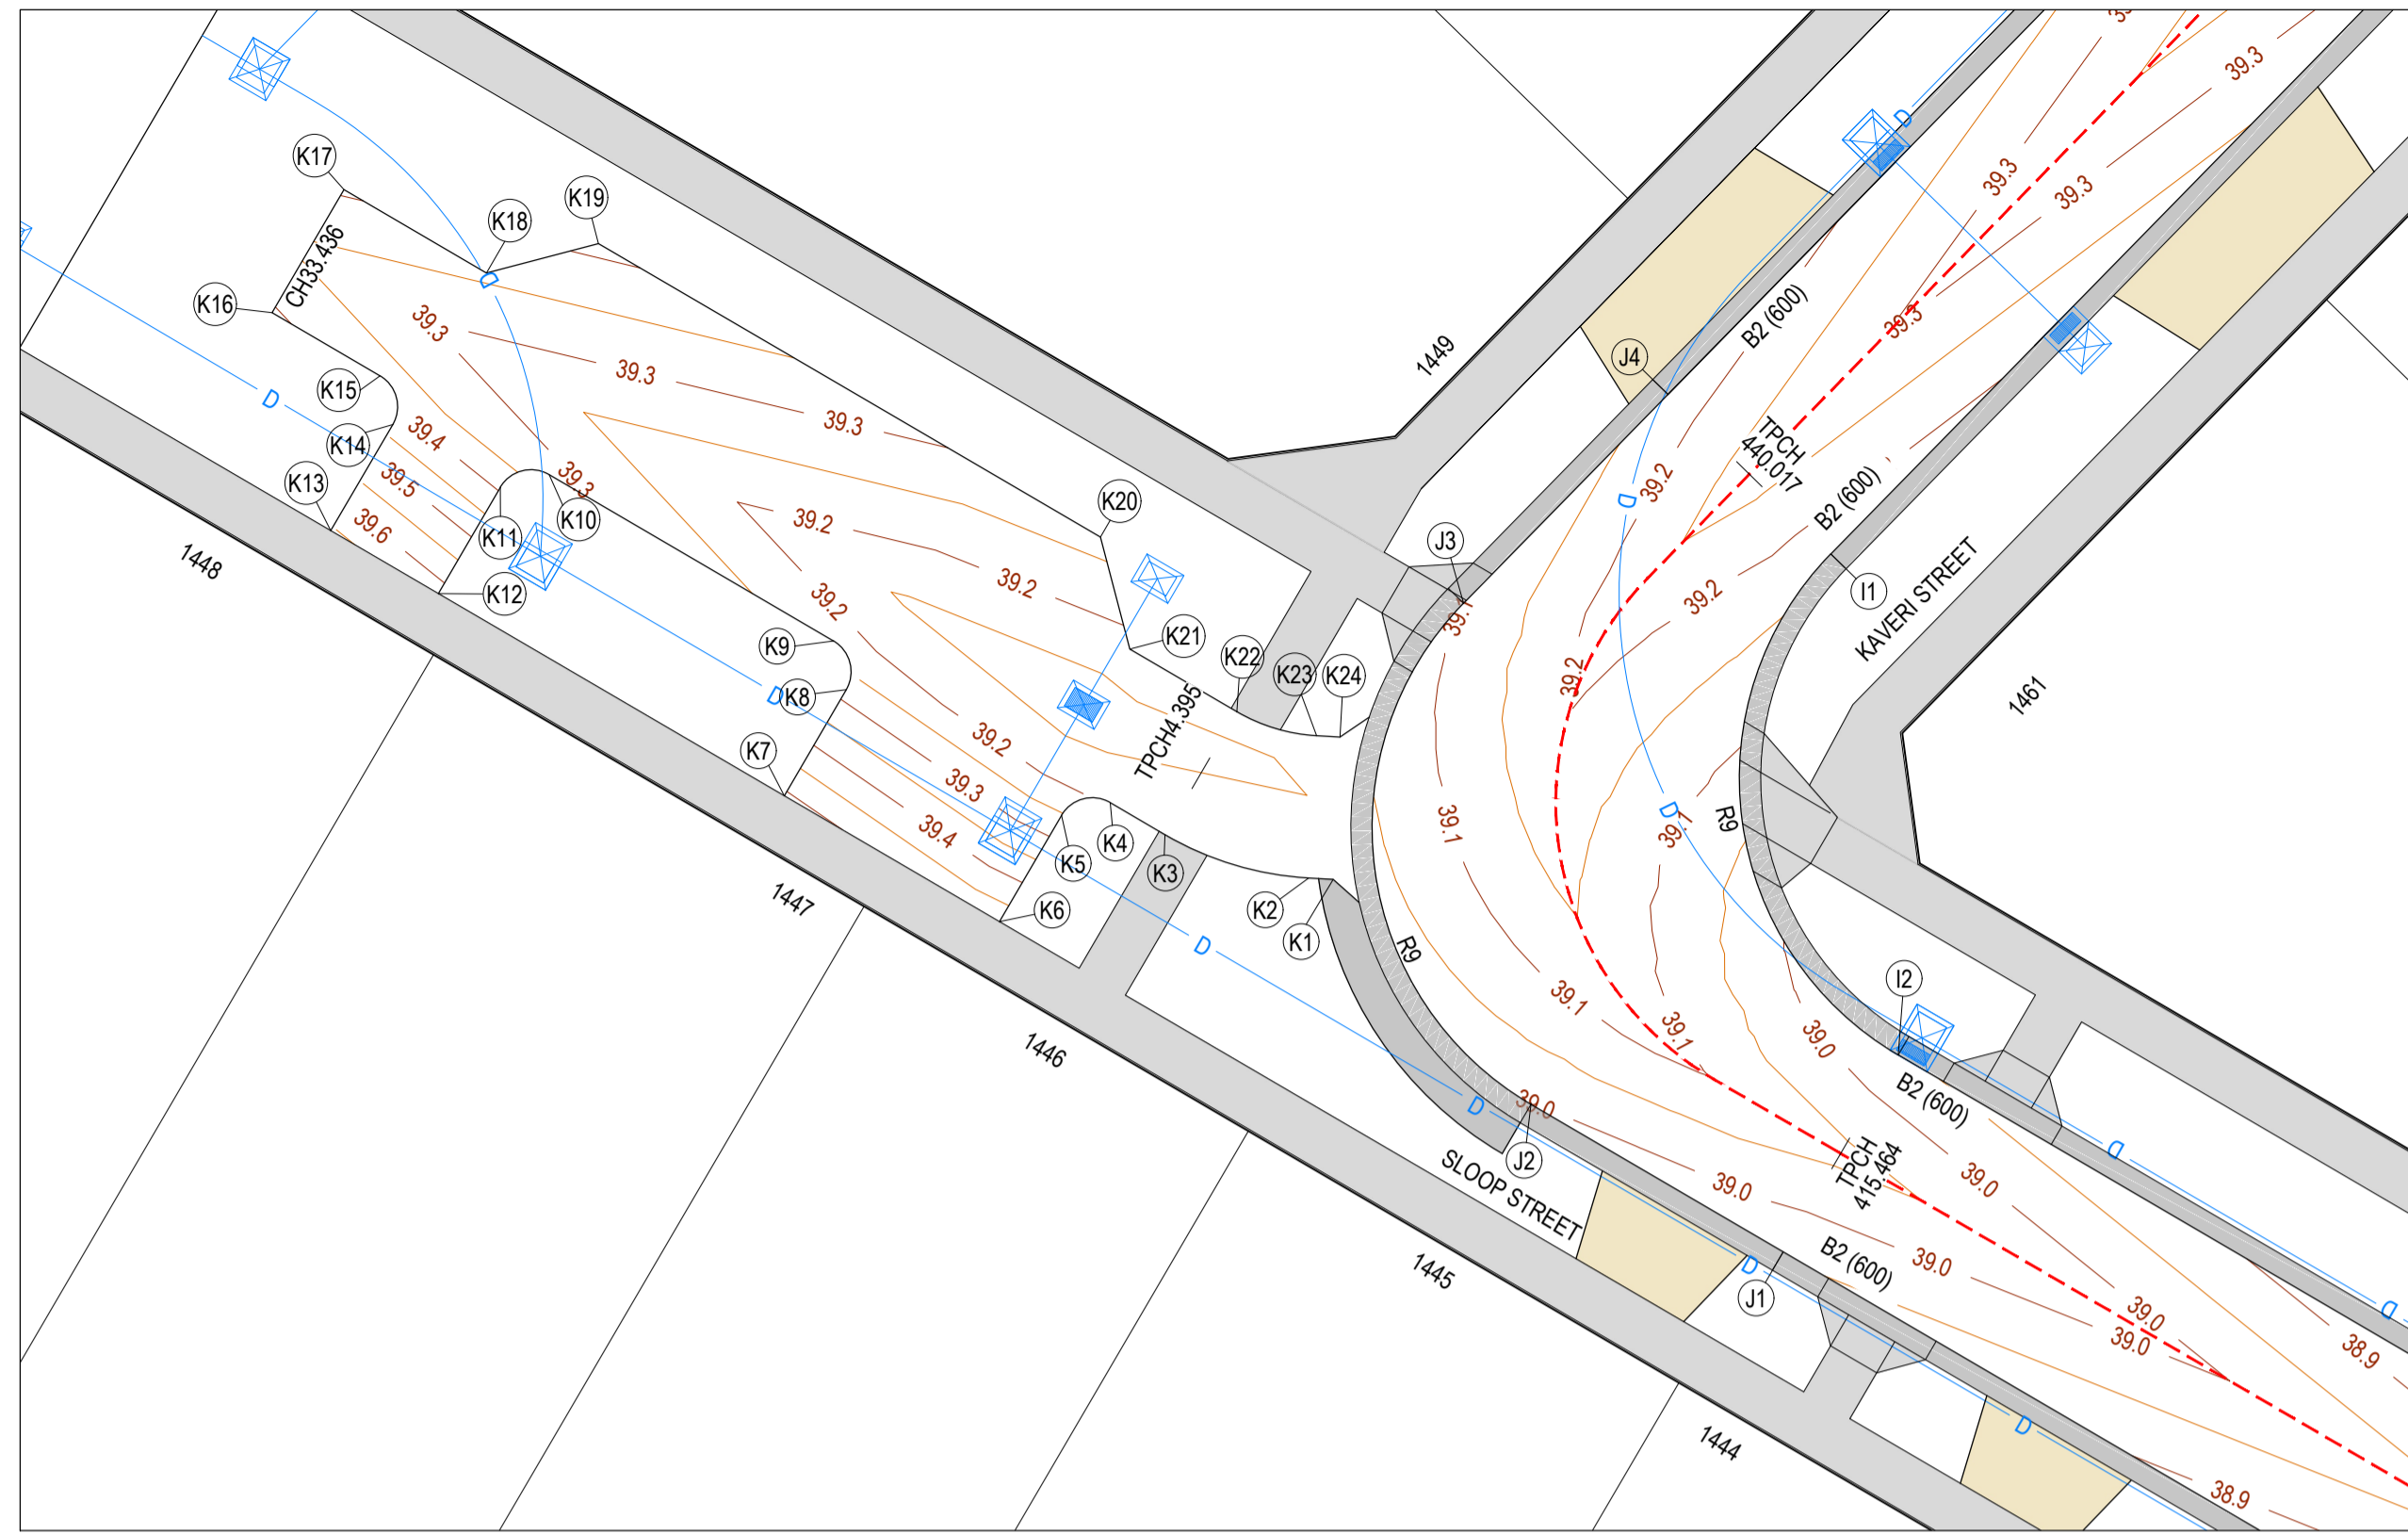 39.3
K17
K18
K19
CH33.436
K16
D
39.3
39.3
39.3
K15
K14
39.4
D
K13
39.5
39.6
K11
K10
39.3
K12
1448
39.2
39.2
39.2
K20
K21
K22
K23
K24
K9
K8
D
K7
TPCH4.395
39.2
39.3
39.4
K5
K4
K3
K6
K2
K1
1447
D
1446
1449
J4
J3
B2 (600)
D
39.3
39.3
39.3
TPCH
440.017
39.2
D
B2 (600)
I1
KAVERI STREET
39.2
39.2
39.1
1461
39.1
D
39.1
R9
R9
39.1
39.1
39.0
I2
39.0
B2 (600)
D
J2
D
SLOOP STREET
TPCH
415.464
39.0
39.0
D
J1
B2 (600)
39.0
39.0
39.0
D
38.9
D
38.9
1445
1444